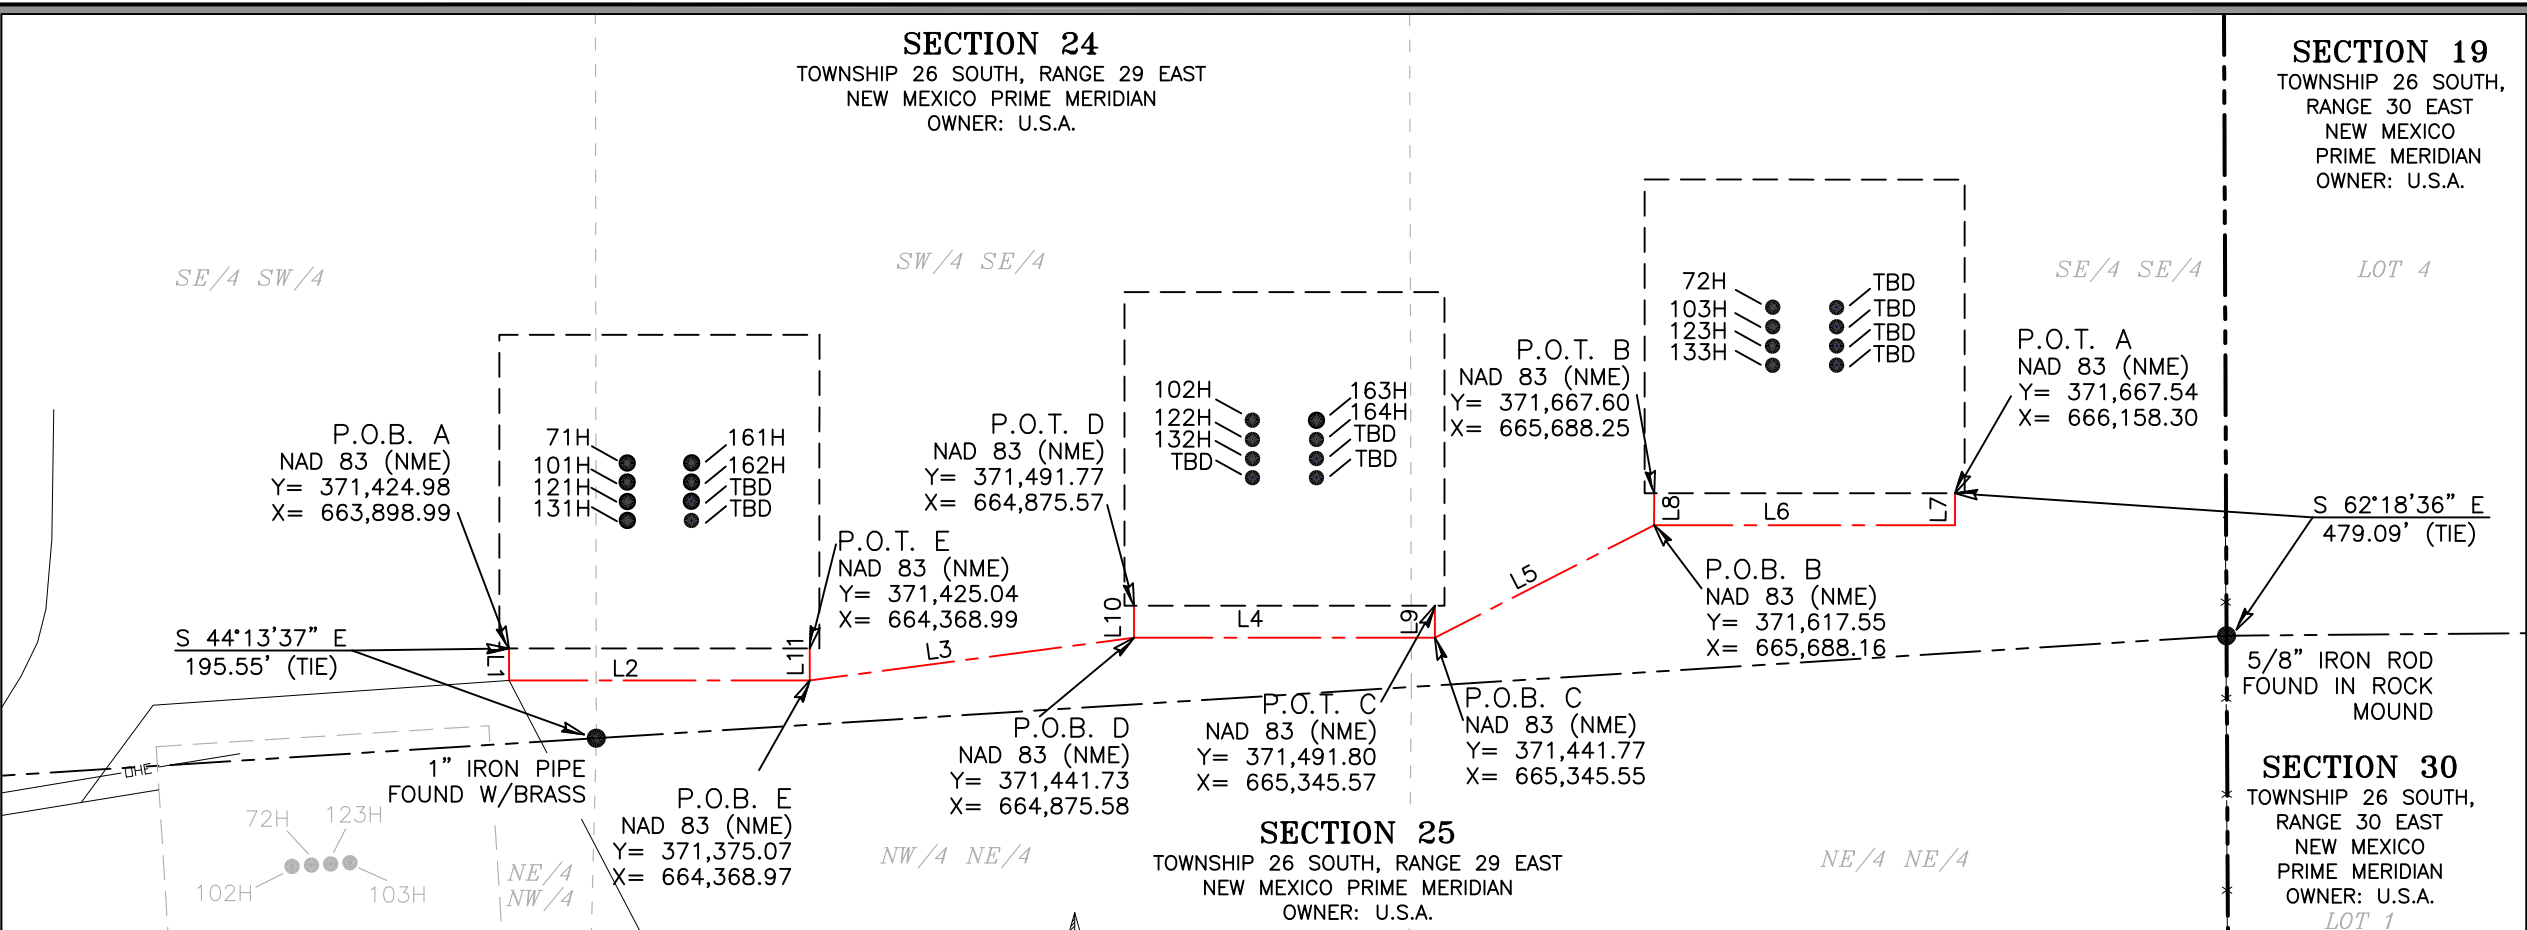 SECTION 24
TOWNSHIP 26 SOUTH, RANGE 29 EAST
NEW MEXICO PRIME MERIDIAN
OWNER: U.S.A.
SECTION 19
TOWNSHIP 26 SOUTH,
RANGE 30 EAST
NEW MEXICO
PRIME MERIDIAN
OWNER: U.S.A.
SE/4 SW/4
SW/4 SE/4
SE/4 SE/4
LOT 4
72H
103H
123H
133H
TBD
TBD
TBD
TBD
P.O.T. A
NAD 83 (NME)
Y= 371,667.54
X= 666,158.30
P.O.T. B
NAD 83 (NME)
Y= 371,667.60
X= 665,688.25
102H
122H
132H
TBD
163H
164H
TBD
TBD
P.O.T. D
NAD 83 (NME)
Y= 371,491.77
X= 664,875.57
P.O.B. A
NAD 83 (NME)
Y= 371,424.98
X= 663,898.99
71H
101H
121H
131H
161H
162H
TBD
TBD
P.O.T. E
NAD 83 (NME)
Y= 371,425.04
X= 664,368.99
S 44°13'37" E
195.55' (TIE)
S 62°18'36" E
479.09' (TIE)
L1
L2
L11
L3
L10
L4
L9
L5
L8
L6
L7
P.O.B. B
NAD 83 (NME)
Y= 371,617.55
X= 665,688.16
5/8" IRON ROD
FOUND IN ROCK
MOUND
P.O.T. C
NAD 83 (NME)
Y= 371,491.80
X= 665,345.57
P.O.B. C
NAD 83 (NME)
Y= 371,441.77
X= 665,345.55
P.O.B. D
NAD 83 (NME)
Y= 371,441.73
X= 664,875.58
OHE
1" IRON PIPE
FOUND W/BRASS
P.O.B. E
NAD 83 (NME)
Y= 371,375.07
X= 664,368.97
72H
123H
102H
103H
NE/4
NW/4
NW/4 NE/4
SECTION 25
TOWNSHIP 26 SOUTH, RANGE 29 EAST
NEW MEXICO PRIME MERIDIAN
OWNER: U.S.A.
NE/4 NE/4
SECTION 30
TOWNSHIP 26 SOUTH,
RANGE 30 EAST
NEW MEXICO
PRIME MERIDIAN
OWNER: U.S.A.
LOT 1